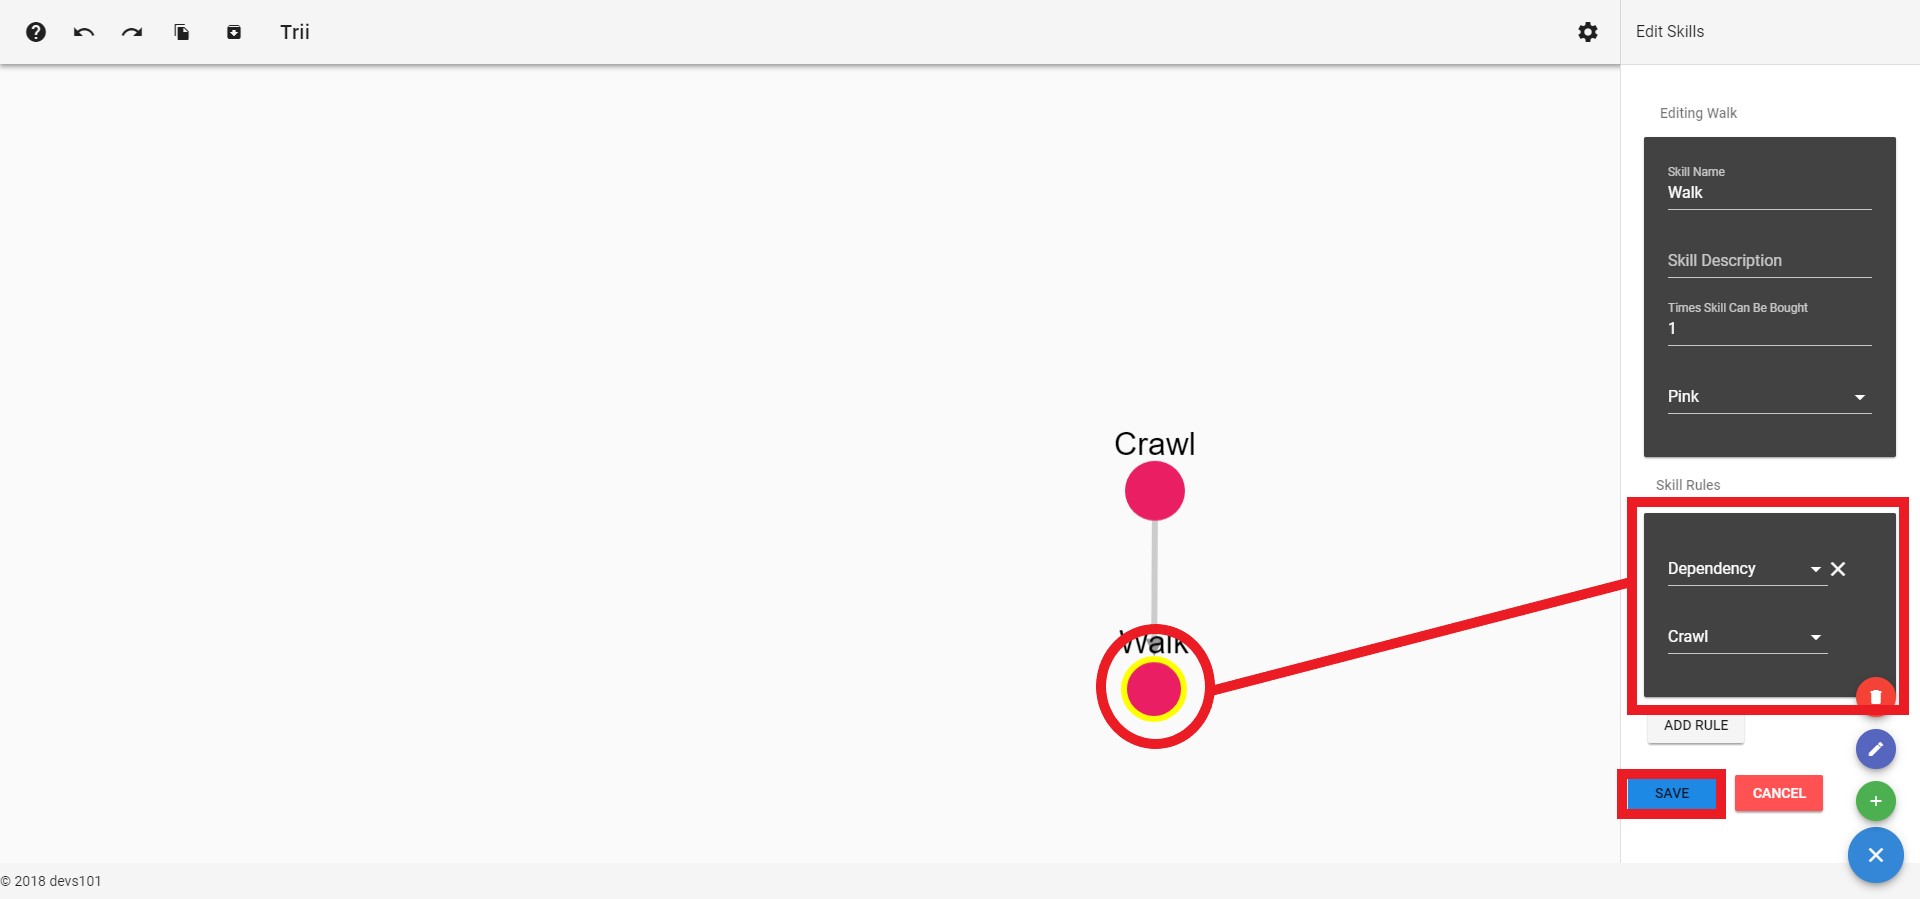 Trii
Edit Skills
Editing Walk
Skill Name
Walk
Skill Description
Times Skill Can Be Bought
1
Pink
Skill Rules
Dependency
Crawl
ADD RULE
SAVE
CANCEL
Crawl
Walk
© 2018 devs101